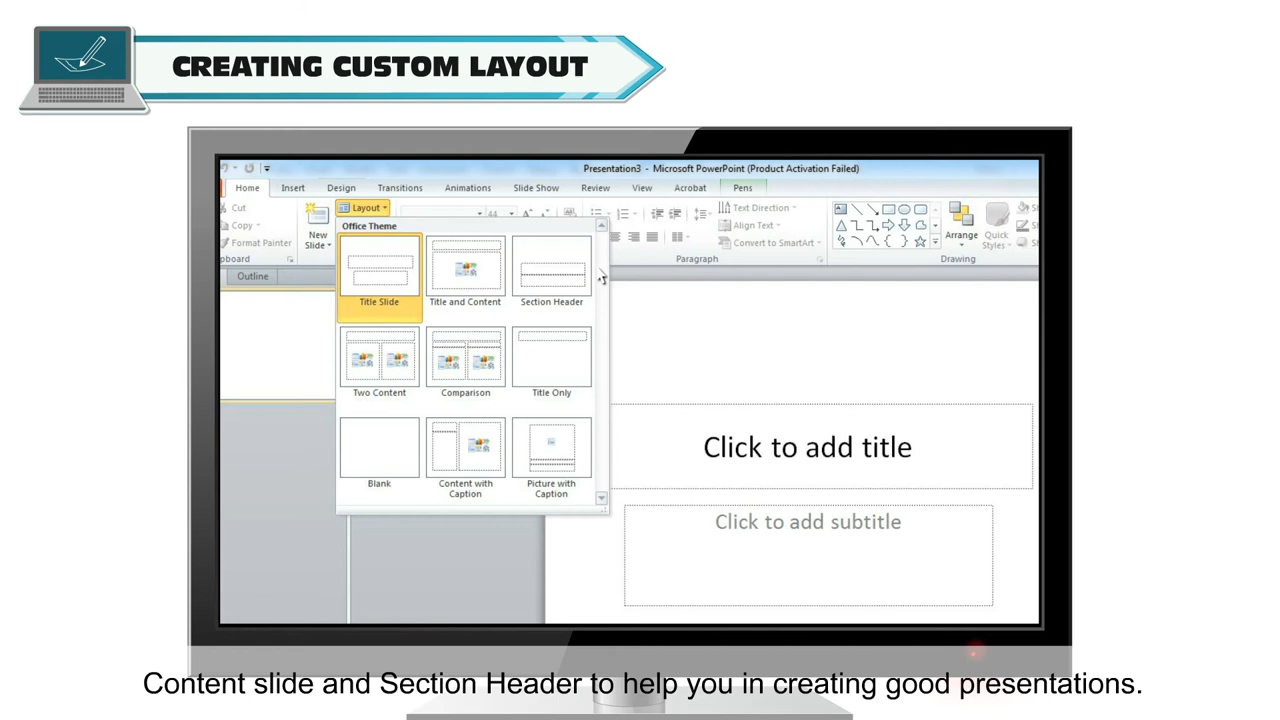 CREATING CUSTOM LAYOUT
Presentation3 - Microsoft PowerPoint (Product Activation Failed)
Home Insert Design Transitions Animations Slide Show Review View Acrobat Pens
Cut Layout 44 Text Direction
Copy New Slide Align Text Arrange Quick Styles
Format Painter Convert to SmartArt
pboard Paragraph Drawing
Office Theme
Outline
Title Slide Title and Content Section Header
Two Content Comparison Title Only
Blank Content with Caption Picture with Caption
Click to add title
Click to add subtitle
Content slide and Section Header to help you in creating good presentations.